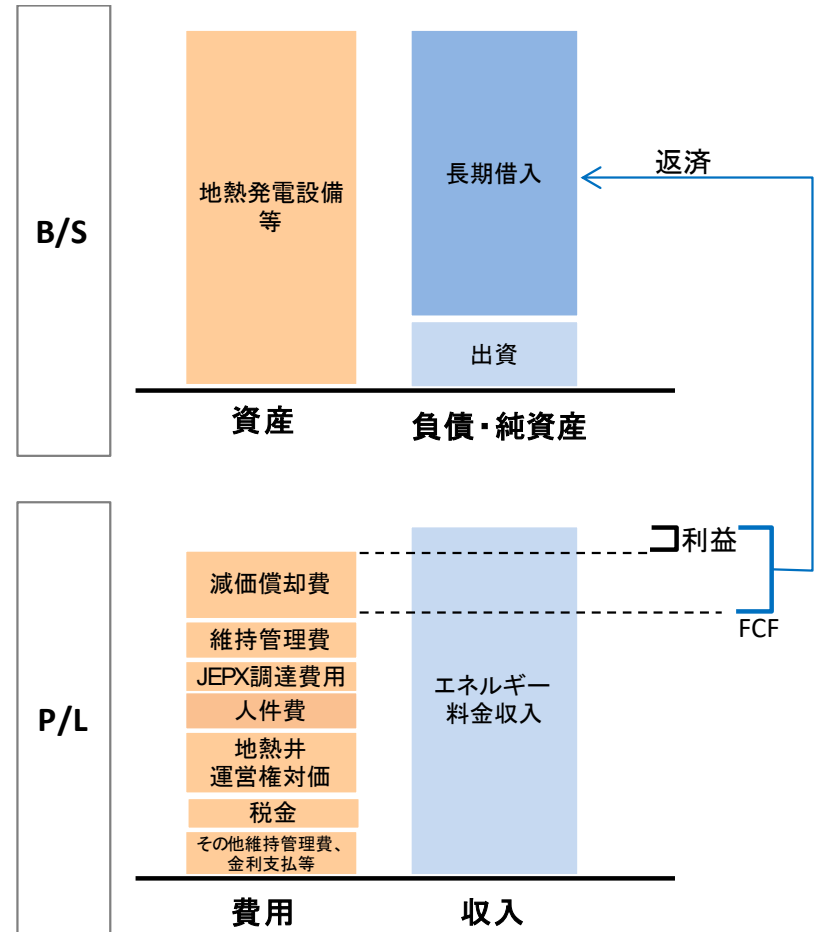 B/S
地熱発電設備
等
長期借入
返済
出資
資産
負債・純資産
P/L
減価償却費
維持管理費
JEPX調達費用
人件費
地熱井
運営権対価
税金
その他維持管理費、
金利支払等
エネルギー
料金収入
利益
FCF
費用
収入